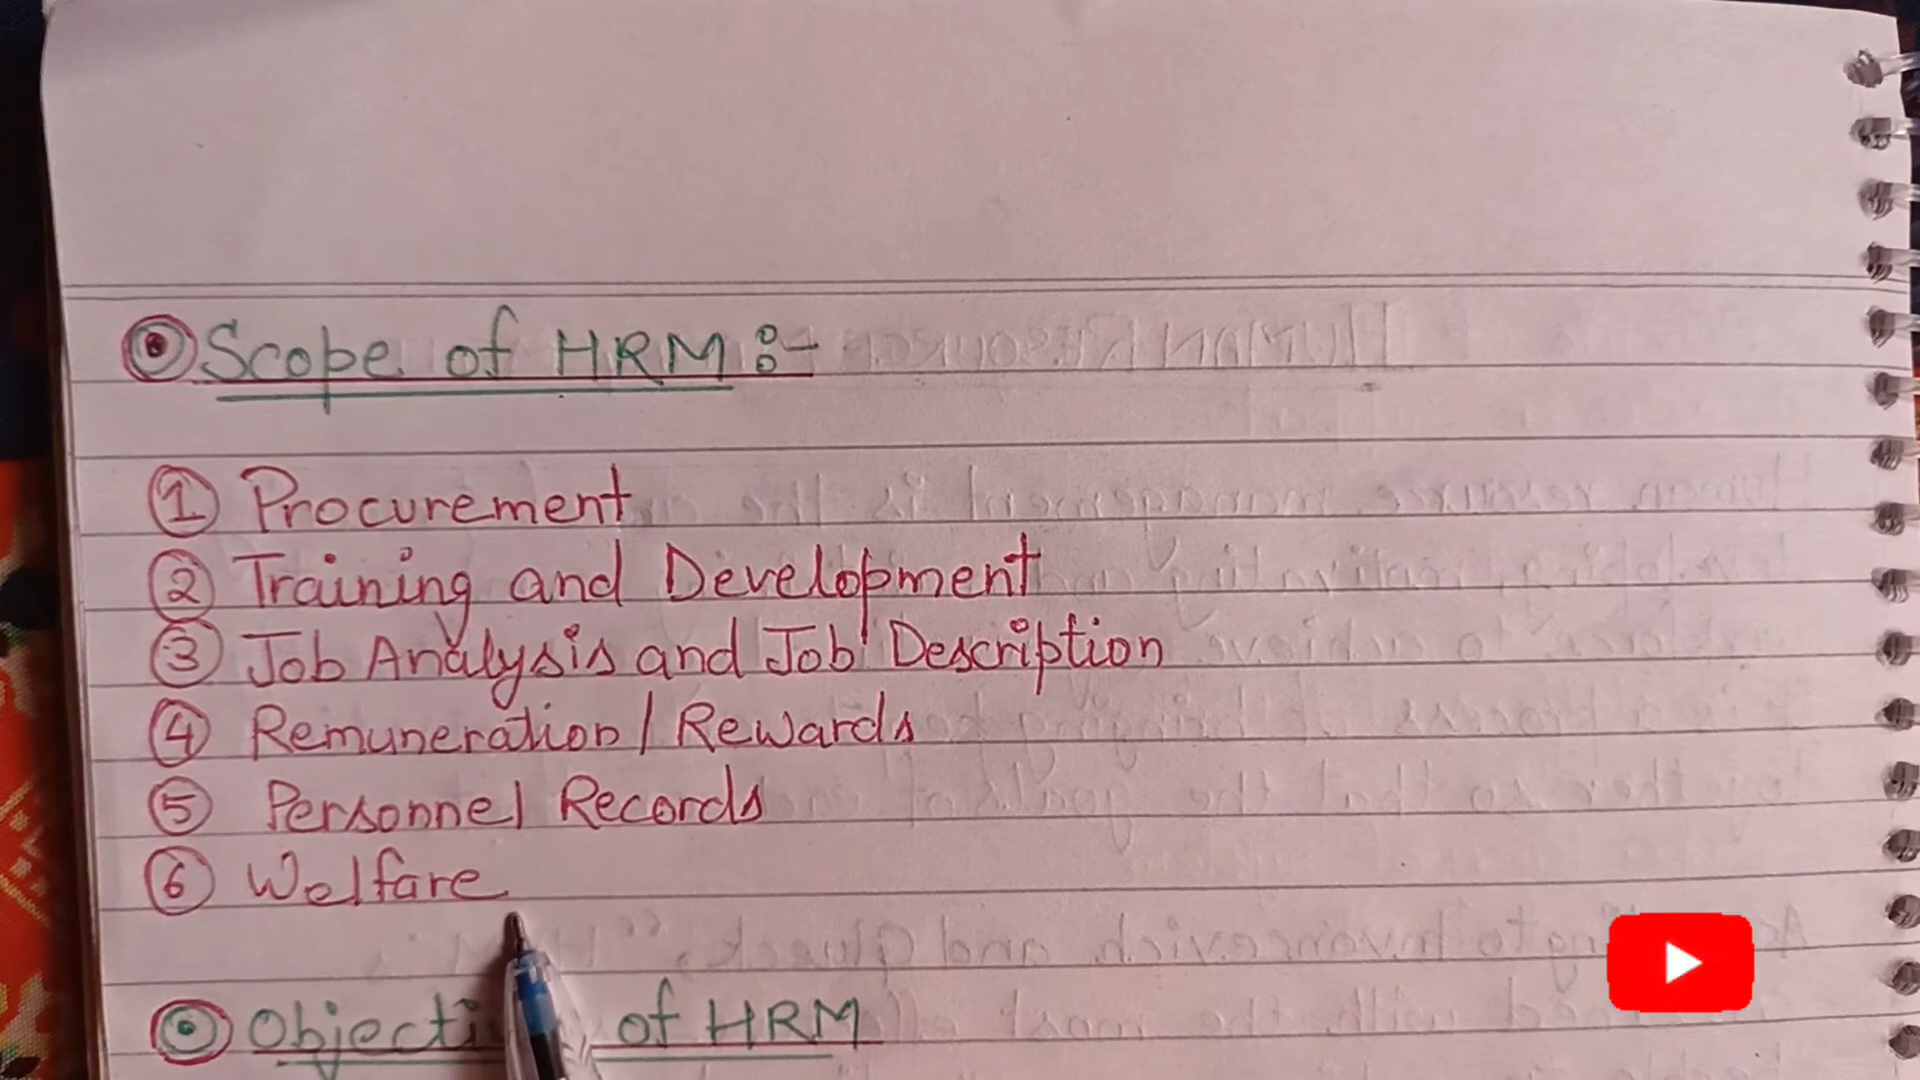 Scope of HRM :-
① Procurement
② Training and Development
③ Job Analysis and Job Description
④ Remuneration / Rewards
⑤ Personnel Records
⑥ Welfare
of HRM